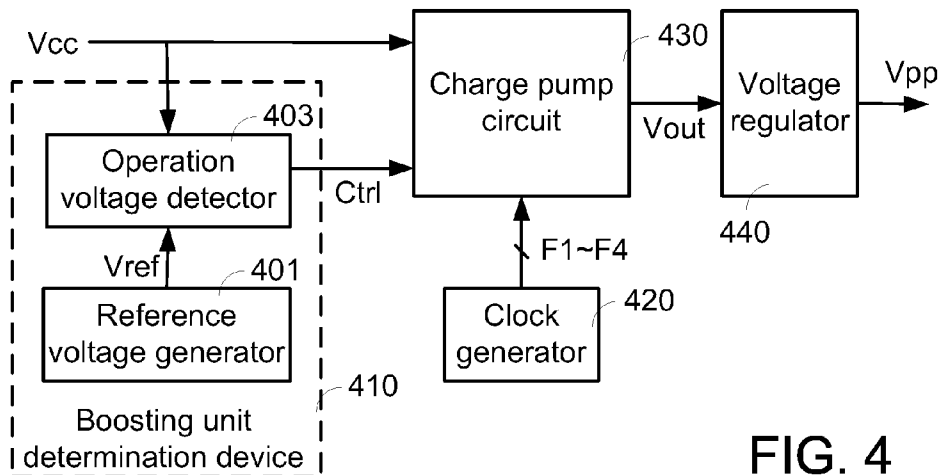 Vcc
403
Operation
voltage detector
Vref
401
Reference
voltage generator
Boosting unit
determination device
410
Ctrl
Charge pump
circuit
430
F1~F4
Clock
generator
420
Vout
Voltage
regulator
440
Vpp
FIG. 4